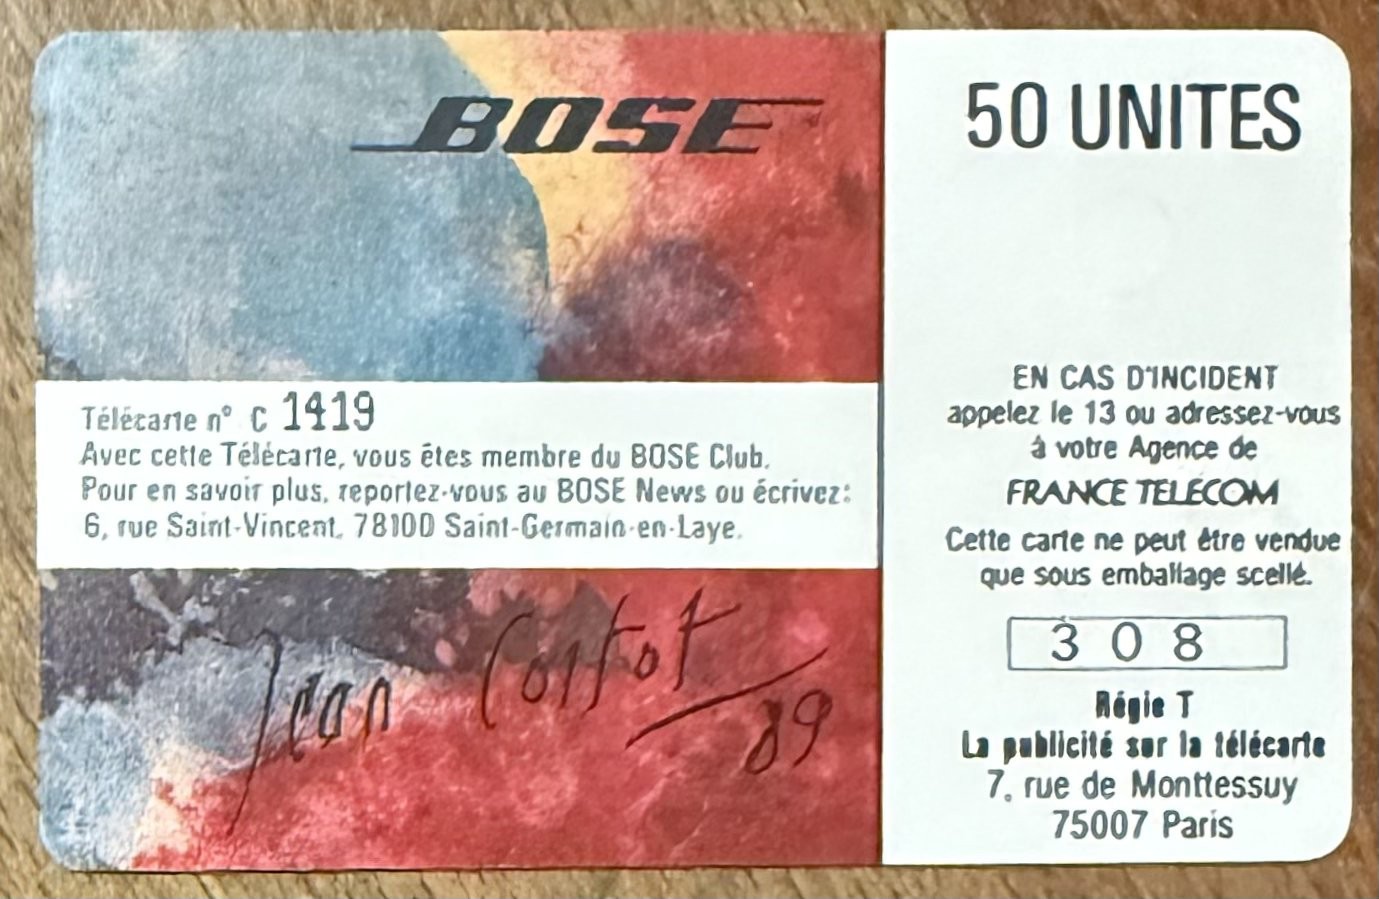 BOSE
Télécarte n° C 1419
Avec cette Télécarte, vous êtes membre du BOSE Club.
Pour en savoir plus, reportez-vous au BOSE News ou écrivez:
6, rue Saint-Vincent, 78100 Saint-Germain-en-Laye.
Jean Cortot
89
50 UNITES
EN CAS D'INCIDENT
appelez le 13 ou adressez-vous
à votre Agence de
FRANCE TELECOM
Cette carte ne peut être vendue
que sous emballage scellé.
308
Régie T
La publicité sur la télécarte
7, rue de Monttessuy
75007 Paris